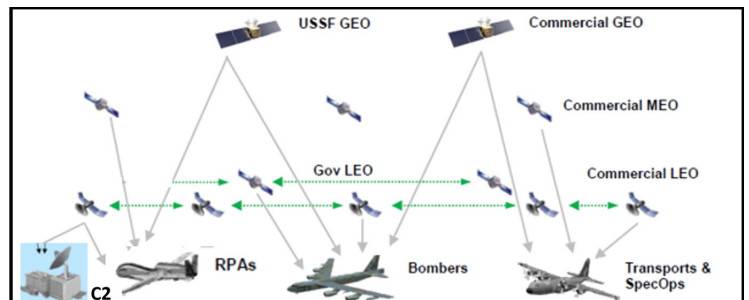 USSF GEO
Commercial GEO
Commercial MEO
Gov LEO
Commercial LEO
RPAs
Bombers
Transports &
SpecOps
C2